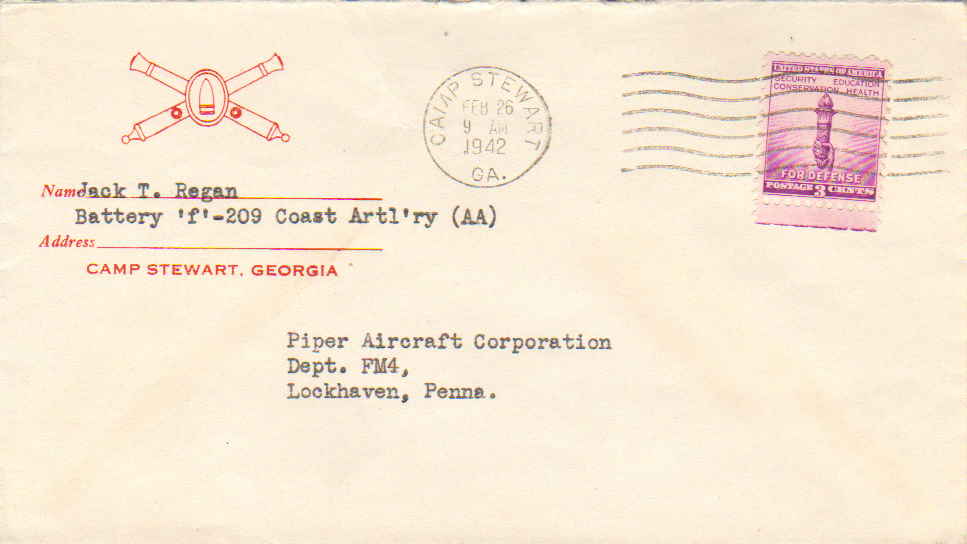 Name Jack T. Regan
Battery 'f'-209 Coast Artl'ry (AA)
Address
CAMP STEWART, GEORGIA
CAMP STEWART
FEB 26
9 AM
1942
GA.
UNITED STATES OF AMERICA
SECURITY EDUCATION
CONSERVATION HEALTH
FOR DEFENSE
POSTAGE 3 CENTS
Piper Aircraft Corporation
Dept. FM4,
Lockhaven, Penna.